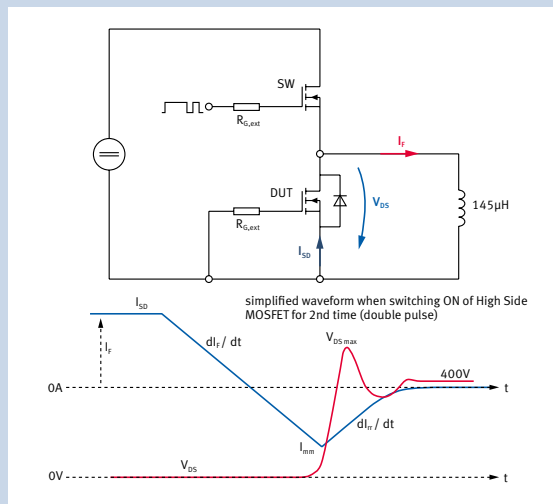 SW
R_G,ext
I_F
DUT
V_DS
145µH
R_G,ext
I_SD
I_SD
simplified waveform when switching ON of High Side
MOSFET for 2nd time (double pulse)
dI_F/ dt
V_DS max
I_F
400V
0A
t
dI_rr/ dt
I_mm
V_DS
0V
t